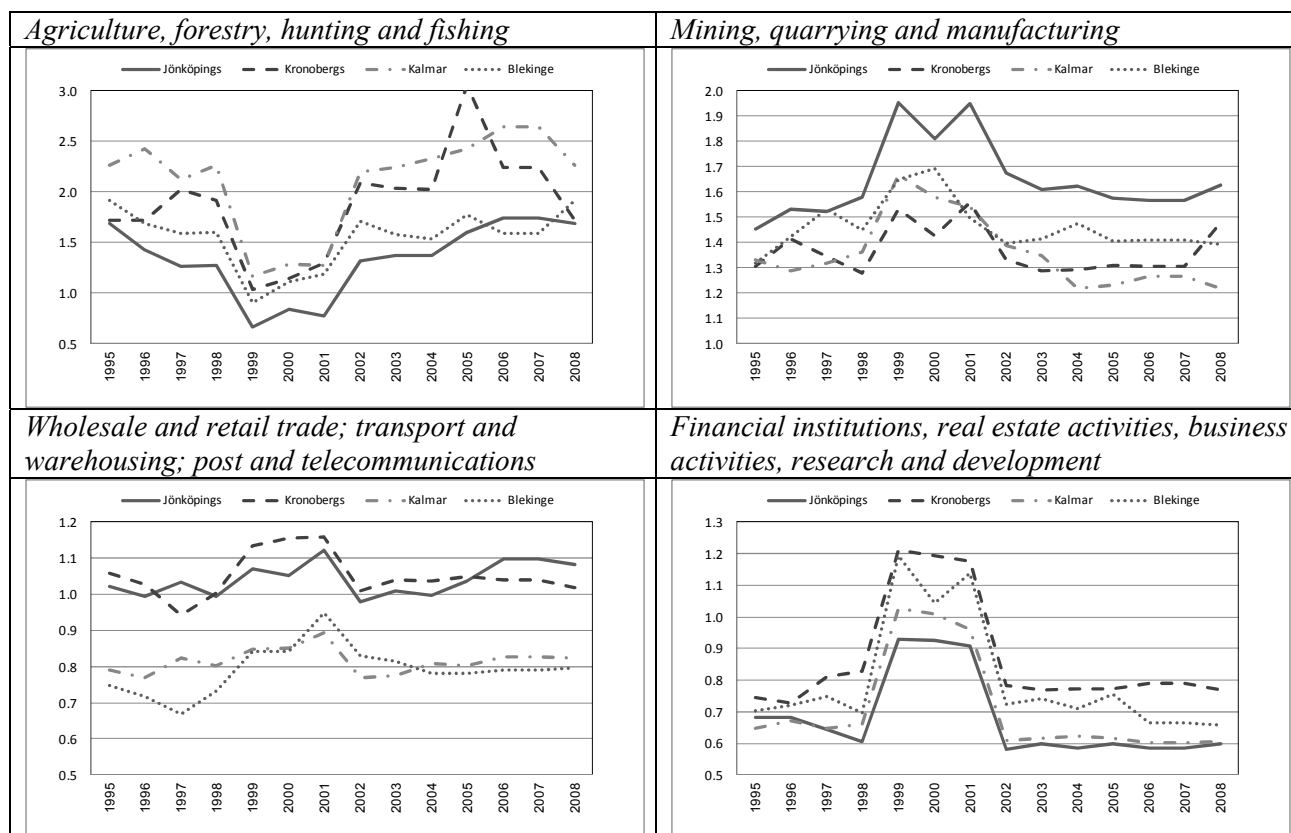 Agriculture, forestry, hunting and fishing
Jönköpings Kronobergs Kalmar Blekinge
3.0
2.5
2.0
1.5
1.0
0.5
1995 1996 1997 1998 1999 2000 2001 2002 2003 2004 2005 2006 2007 2008
Mining, quarrying and manufacturing
Jönköpings Kronobergs Kalmar Blekinge
2.0
1.9
1.8
1.7
1.6
1.5
1.4
1.3
1.2
1.1
1.0
1995 1996 1997 1998 1999 2000 2001 2002 2003 2004 2005 2006 2007 2008
Wholesale and retail trade; transport and
warehousing; post and telecommunications
Jönköpings Kronobergs Kalmar Blekinge
1.2
1.1
1.0
0.9
0.8
0.7
0.6
0.5
1995 1996 1997 1998 1999 2000 2001 2002 2003 2004 2005 2006 2007 2008
Financial institutions, real estate activities, business
activities, research and development
Jönköpings Kronobergs Kalmar Blekinge
1.3
1.2
1.1
1.0
0.9
0.8
0.7
0.6
0.5
1995 1996 1997 1998 1999 2000 2001 2002 2003 2004 2005 2006 2007 2008